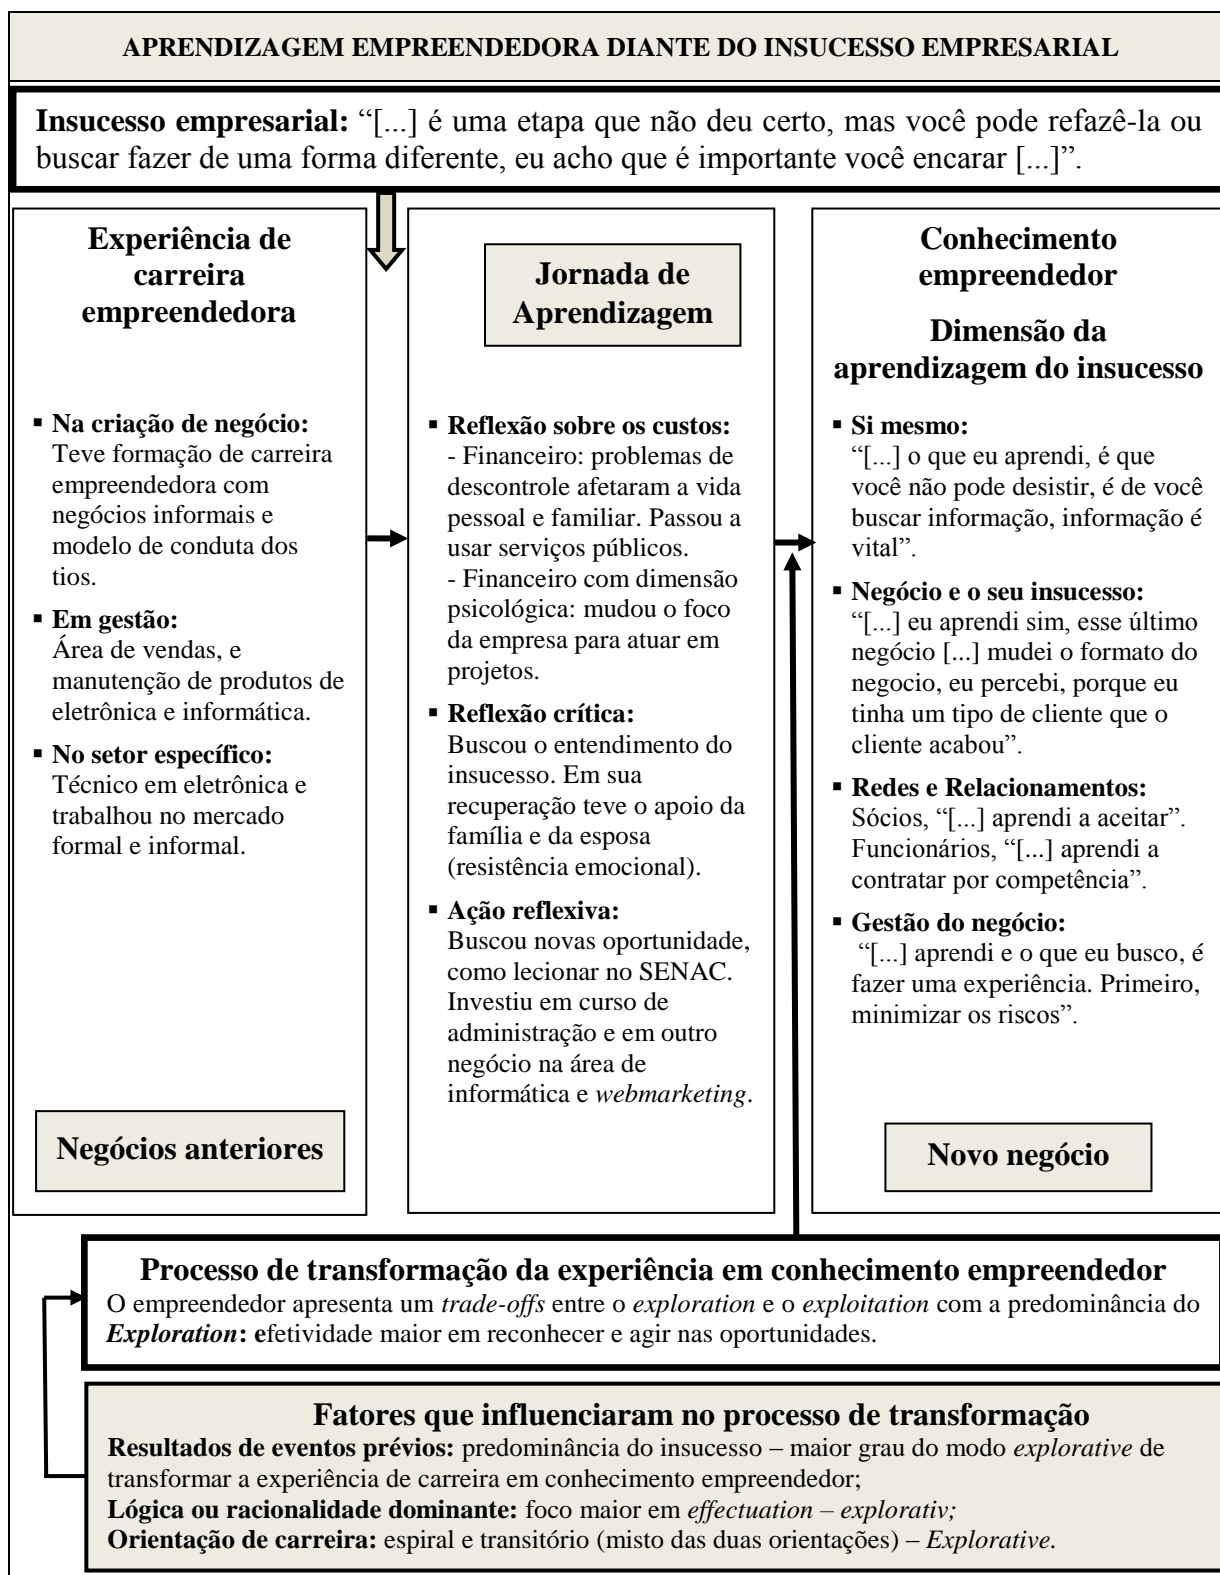 APRENDIZAGEM EMPREENDEDORA DIANTE DO INSUCESSO EMPRESARIAL
Insucesso empresarial: “[...] é uma etapa que não deu certo, mas você pode refazê-la ou
buscar fazer de uma forma diferente, eu acho que é importante você encarar [...]”.
Experiência de
carreira
empreendedora
▪ Na criação de negócio:
Teve formação de carreira
empreendedora com
negócios informais e
modelo de conduta dos
tios.
▪ Em gestão:
Área de vendas, e
manutenção de produtos de
eletrônica e informática.
▪ No setor específico:
Técnico em eletrônica e
trabalhou no mercado
formal e informal.
Negócios anteriores
Jornada de
Aprendizagem
▪ Reflexão sobre os custos:
- Financeiro: problemas de
descontrole afetaram a vida
pessoal e familiar. Passou a
usar serviços públicos.
- Financeiro com dimensão
psicológica: mudou o foco
da empresa para atuar em
projetos.
▪ Reflexão crítica:
Buscou o entendimento do
insucesso. Em sua
recuperação teve o apoio da
família e da esposa
(resistência emocional).
▪ Ação reflexiva:
Buscou novas oportunidade,
como lecionar no SENAC.
Investiu em curso de
administração e em outro
negócio na área de
informática e webmarketing.
Conhecimento
empreendedor
Dimensão da
aprendizagem do insucesso
▪ Si mesmo:
“[...] o que eu aprendi, é que
você não pode desistir, é de você
buscar informação, informação é
vital”.
▪ Negócio e o seu insucesso:
“[...] eu aprendi sim, esse último
negócio [...] mudei o formato do
negocio, eu percebi, porque eu
tinha um tipo de cliente que o
cliente acabou”.
▪ Redes e Relacionamentos:
Sócios, “[...] aprendi a aceitar”.
Funcionários, “[...] aprendi a
contratar por competência”.
▪ Gestão do negócio:
“[...] aprendi e o que eu busco, é
fazer uma experiência. Primeiro,
minimizar os riscos”.
Novo negócio
Processo de transformação da experiência em conhecimento empreendedor
O empreendedor apresenta um trade-offs entre o exploration e o exploitation com a predominância do
Exploration: efetividade maior em reconhecer e agir nas oportunidades.
Fatores que influenciaram no processo de transformação
Resultados de eventos prévios: predominância do insucesso – maior grau do modo explorative de
transformar a experiência de carreira em conhecimento empreendedor;
Lógica ou racionalidade dominante: foco maior em effectuation – explorativ;
Orientação de carreira: espiral e transitório (misto das duas orientações) – Explorative.